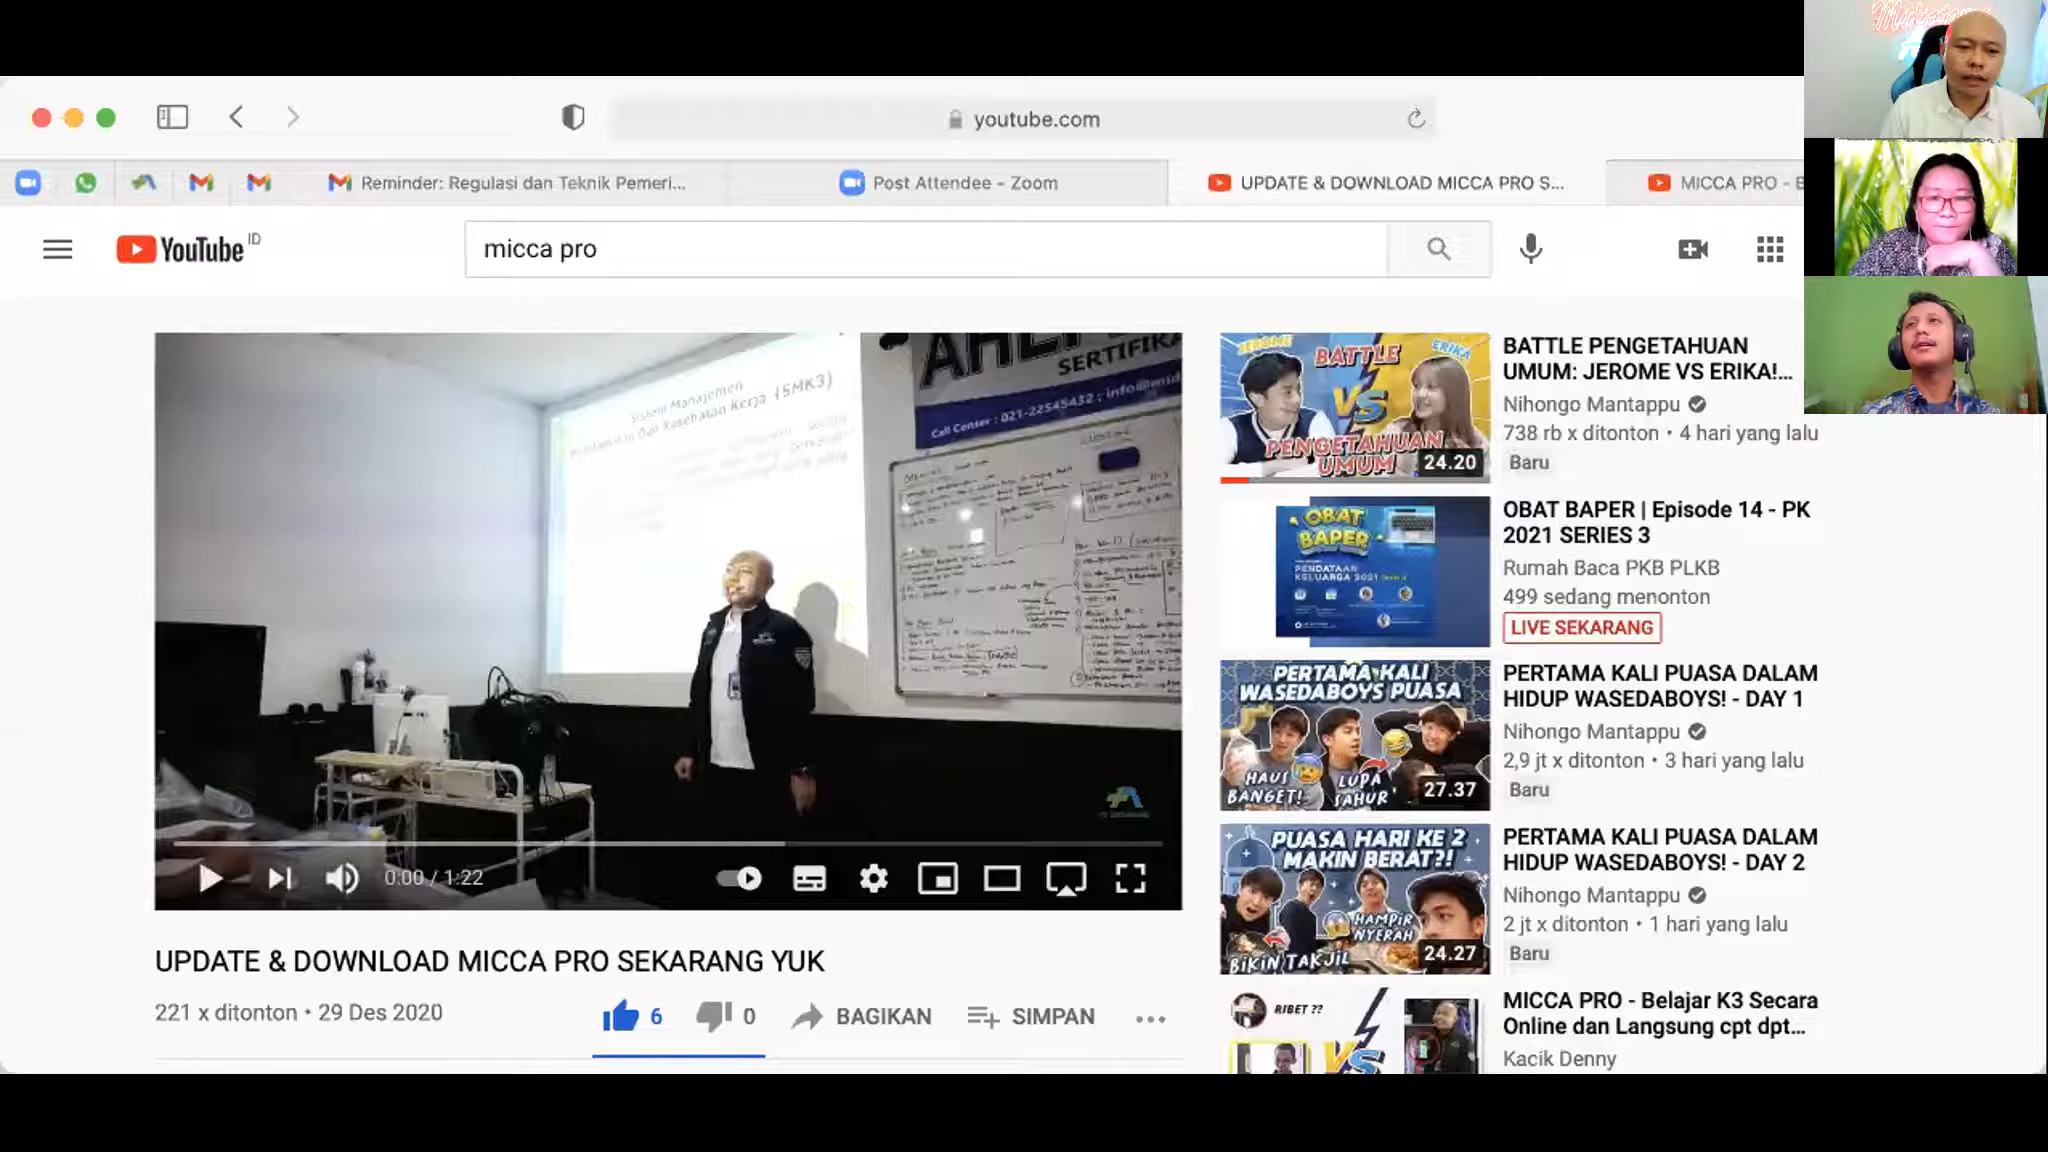 youtube.com
Reminder: Regulasi dan Teknik Pemeri...
Post Attendee - Zoom
UPDATE & DOWNLOAD MICCA PRO S...
MICCA PRO - B
YouTube ID
micca pro
SERTIFIKA
Call Center : 021-22545432 ; info@mid
Sistem Manajemen
Keselamatan Dan Kesehatan Kerja (SMK3)
0:00 / 1:22
UPDATE & DOWNLOAD MICCA PRO SEKARANG YUK
221 x ditonton • 29 Des 2020
6
0
BAGIKAN
SIMPAN
JEROME
BATTLE
ERIKA
VS
PENGETAHUAN
UMUM
24.20
BATTLE PENGETAHUAN
UMUM: JEROME VS ERIKA!...
Nihongo Mantappu
738 rb x ditonton • 4 hari yang lalu
Baru
OBAT
BAPER
PENDATAAN
KELUARGA 2021
OBAT BAPER | Episode 14 - PK
2021 SERIES 3
Rumah Baca PKB PLKB
499 sedang menonton
LIVE SEKARANG
PERTAMA KALI
WASEDABOYS PUASA
HAUS
BANGET!
LUPA
SAHUR
27.37
PERTAMA KALI PUASA DALAM
HIDUP WASEDABOYS! - DAY 1
Nihongo Mantappu
2,9 jt x ditonton • 3 hari yang lalu
Baru
PUASA HARI KE 2
MAKIN BERAT?!
HAMPIR
NYERAH
BIKIN TAKJIL
24.27
PERTAMA KALI PUASA DALAM
HIDUP WASEDABOYS! - DAY 2
Nihongo Mantappu
2 jt x ditonton • 1 hari yang lalu
Baru
RIBET ??
VS
MICCA PRO - Belajar K3 Secara
Online dan Langsung cpt dpt...
Kacik Denny